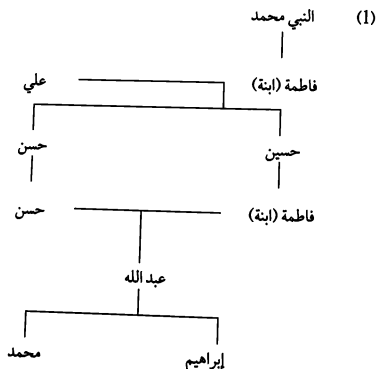 (1) النبي محمد
فاطمة (ابنة) علي
حسين حسن
فاطمة (ابنة) حسن
عبد الله
إبراهيم محمد